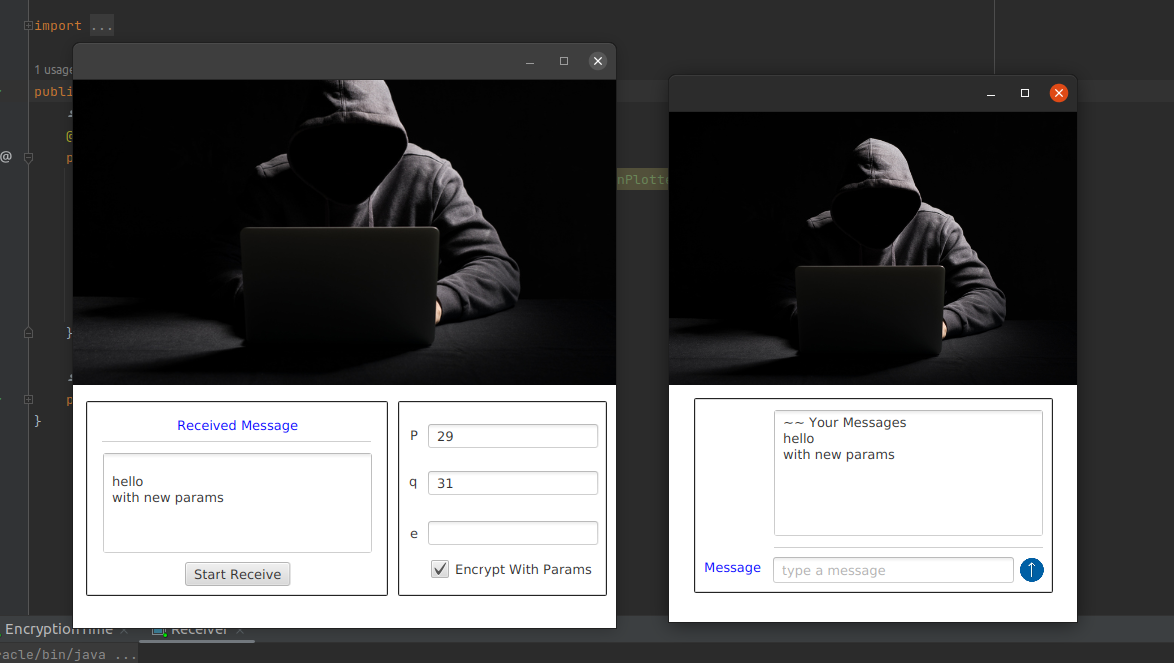 import ...
1 usage
publi
@
p
@
nPlotte
}
p
}
Received Message
hello
with new params
Start Receive
P 29
q 31
e
Encrypt With Params
~~ Your Messages
hello
with new params
Message type a message
EncryptionTime
Receiver
racle/bin/java ...